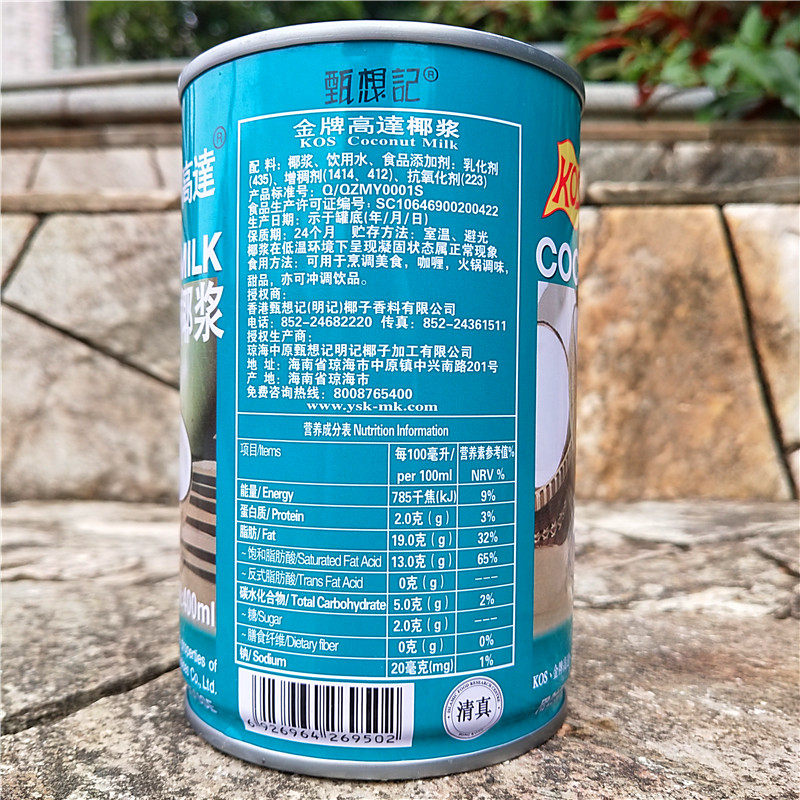 甄想記®
金牌高達椰浆
KOS Coconut Milk
配 料：椰浆、饮用水、食品添加剂：乳化剂
(435)、增稠剂(1414、412)、抗氧化剂(223)
产品标准号：Q/QZMY0001S
食品生产许可证编号：SC10646900200422
生产日期：示于罐底(年/月/日)
保质期：24个月 贮存方法：室温、避光
椰浆在低温环境下呈现凝固状态属正常现象
食用方法：可用于烹调美食，咖喱，火锅调味，
甜品，亦可冲调饮品。
授权商：
香港甄想记(明记)椰子香料有限公司
电话：852-24682220 传真：852-24361511
授权生产商：
琼海中原甄想记明记椰子加工有限公司
地 址：海南省琼海市中原镇中兴南路201号
产 地：海南省琼海市
免费咨询热线：8008765400
www.ysk-mk.com
营养成分表 Nutrition Information
项目/Items 每100毫升/ per 100ml 营养素参考值% NRV %
能量/ Energy 785千焦(kJ) 9%
蛋白质/ Protein 2.0克（g） 3%
脂肪/ Fat 19.0克（g） 32%
~饱和脂肪酸/Saturated Fat Acid 13.0克（g） 65%
~反式脂肪酸/Trans Fat Acid 0克（g） ---
碳水化合物/ Total Carbohydrate 5.0克（g） 2%
~糖/Sugar 2.0克（g） ---
~膳食纤维/Dietary fiber 0克（g） 0%
钠/ Sodium 20毫克(mg) 1%
6 926964 269502
清真
高達®
MILK
椰浆
400ml
Co., Ltd.
KOS
COC
KOS·金牌